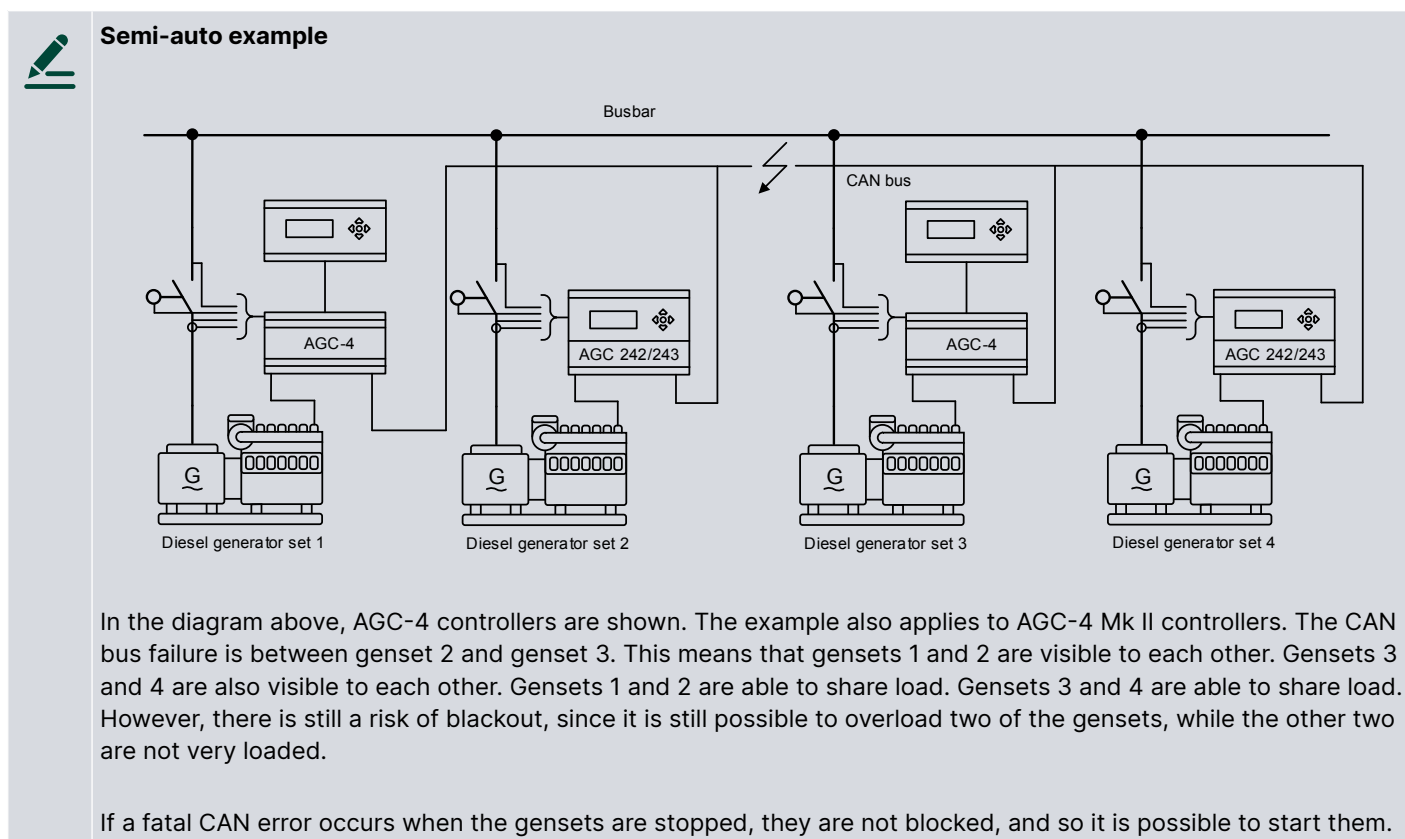 Semi-auto example
Busbar
CAN bus
AGC-4
AGC 242/243
AGC-4
AGC 242/243
G
G
G
G
Diesel generator set 1
Diesel generator set 2
Diesel generator set 3
Diesel generator set 4
In the diagram above, AGC-4 controllers are shown. The example also applies to AGC-4 Mk II controllers. The CAN
bus failure is between genset 2 and genset 3. This means that gensets 1 and 2 are visible to each other. Gensets 3
and 4 are also visible to each other. Gensets 1 and 2 are able to share load. Gensets 3 and 4 are able to share load.
However, there is still a risk of blackout, since it is still possible to overload two of the gensets, while the other two
are not very loaded.
If a fatal CAN error occurs when the gensets are stopped, they are not blocked, and so it is possible to start them.